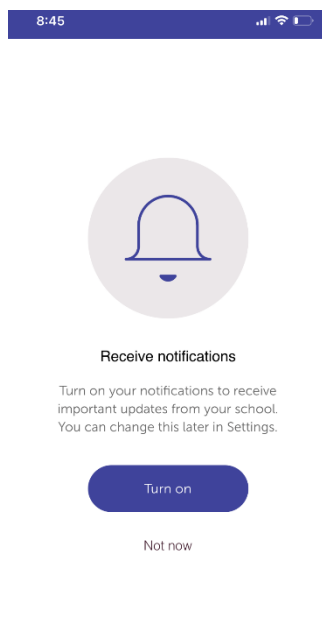 8:45
Receive notifications
Turn on your notifications to receive
important updates from your school.
You can change this later in Settings.
Turn on
Not now